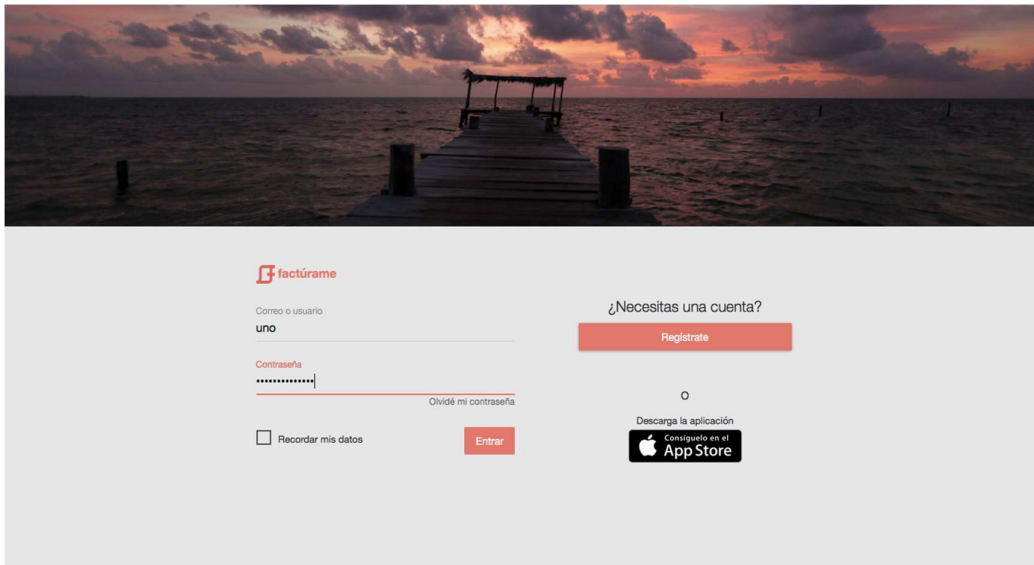 factúrame
Correo o usuario
uno
Contraseña
••••••••••••••
Olvidé mi contraseña
Recordar mis datos
Entrar
¿Necesitas una cuenta?
Regístrate
O
Descarga la aplicación
Consíguelo en el
App Store